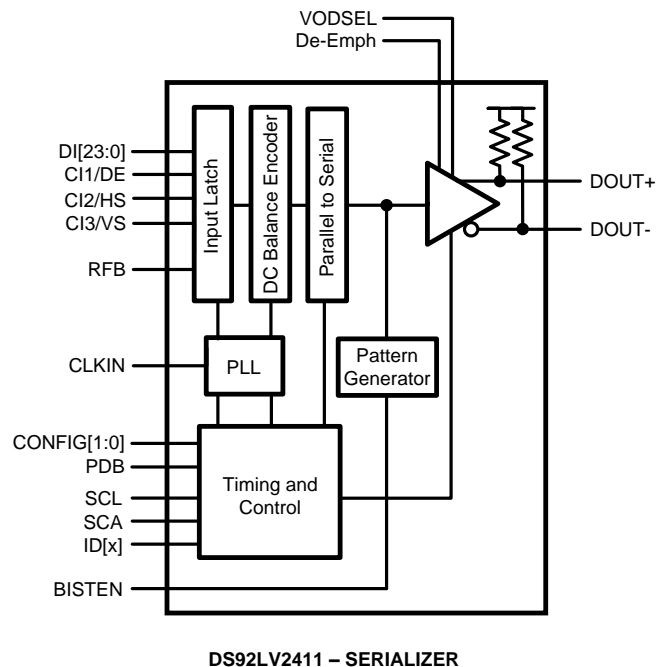 VODSEL
De-Emph
DI[23:0]
CI1/DE
CI2/HS
CI3/VS
RFB
Input Latch
DC Balance Encoder
Parallel to Serial
DOUT+
DOUT-
CLKIN
PLL
Pattern
Generator
CONFIG[1:0]
PDB
SCL
SCA
ID[x]
Timing and
Control
BISTEN
DS92LV2411 – SERIALIZER